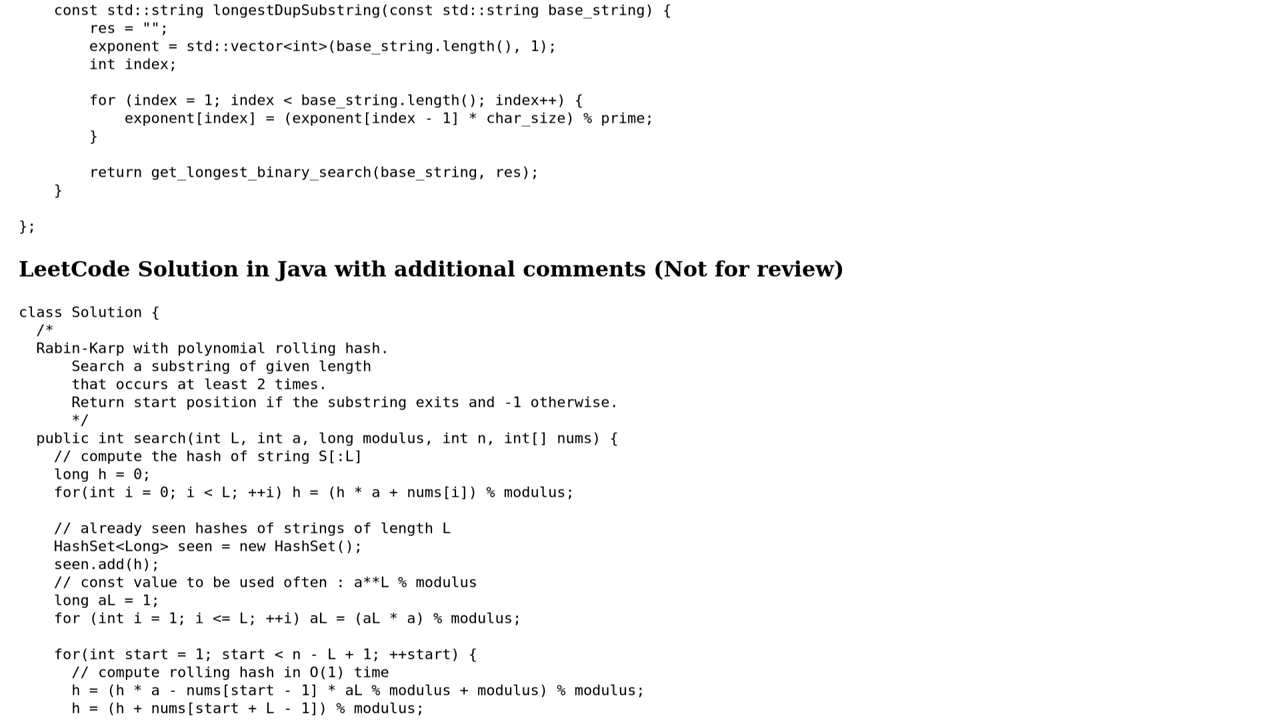 const std::string longestDupSubstring(const std::string base_string) {
        res = "";
        exponent = std::vector<int>(base_string.length(), 1);
        int index;

        for (index = 1; index < base_string.length(); index++) {
            exponent[index] = (exponent[index - 1] * char_size) % prime;
        }

        return get_longest_binary_search(base_string, res);
    }

};
LeetCode Solution in Java with additional comments (Not for review)
class Solution {
  /*
  Rabin-Karp with polynomial rolling hash.
      Search a substring of given length
      that occurs at least 2 times.
      Return start position if the substring exits and -1 otherwise.
      */
  public int search(int L, int a, long modulus, int n, int[] nums) {
    // compute the hash of string S[:L]
    long h = 0;
    for(int i = 0; i < L; ++i) h = (h * a + nums[i]) % modulus;

    // already seen hashes of strings of length L
    HashSet<Long> seen = new HashSet();
    seen.add(h);
    // const value to be used often : a**L % modulus
    long aL = 1;
    for (int i = 1; i <= L; ++i) aL = (aL * a) % modulus;

    for(int start = 1; start < n - L + 1; ++start) {
      // compute rolling hash in O(1) time
      h = (h * a - nums[start - 1] * aL % modulus + modulus) % modulus;
      h = (h + nums[start + L - 1]) % modulus;